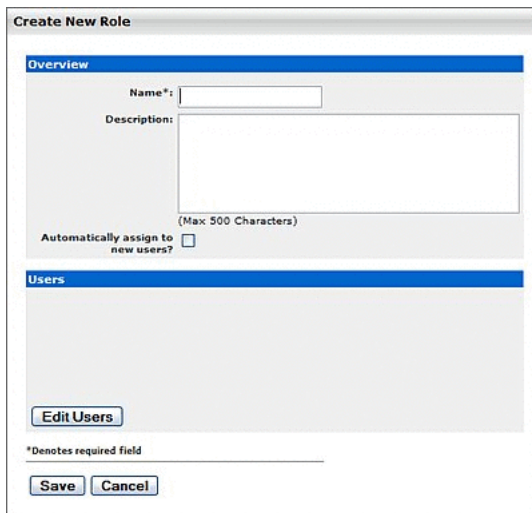 Create New Role
Overview
Name*:
Description:
(Max 500 Characters)
Automatically assign to
new users?
Users
Edit Users
*Denotes required field
Save Cancel